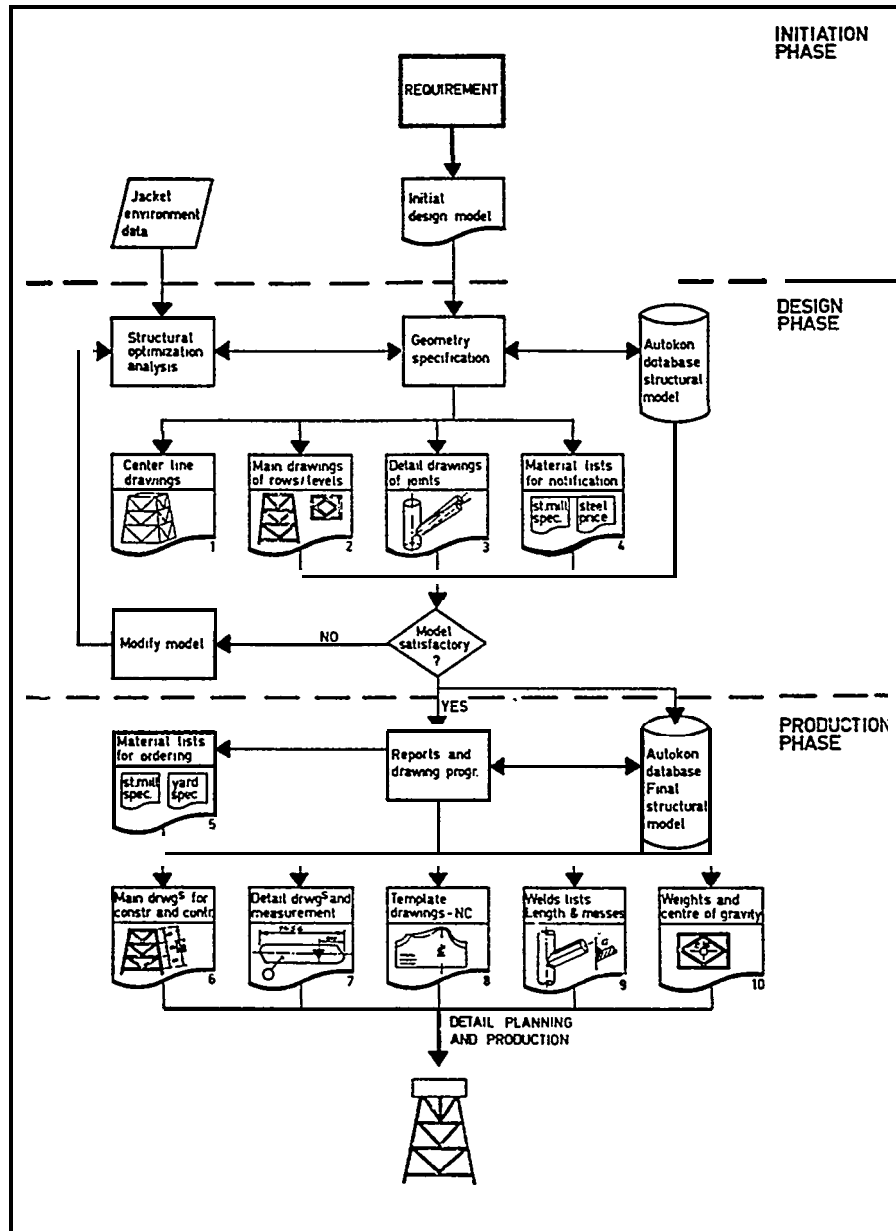 INITIATION
PHASE
REQUIREMENT
Jacket
environment
data
Initial
design model
DESIGN
PHASE
Structural
optimization
analysis
Geometry
specification
Autokon
database
structural
model
Center line
drawings
1
Main drawings
of rows/levels
2
Detail drawings
of joints
3
Material lists
for notification
st.mill
spec.
steel
price
4
Modify model
NO
Model
satisfactory
?
YES
PRODUCTION
PHASE
Material lists
for ordering
st.mill
spec.
yard
spec
5
Reports and
drawing progr.
Autokon
database
Final
structural
model
Main drwgs for
constr and contr.
6
Detail drwgs and
measurement
7
Template
drawings-NC
8
Welds lists
Length & masses
9
Weights and
centre of gravity
10
DETAIL PLANNING
AND PRODUCTION